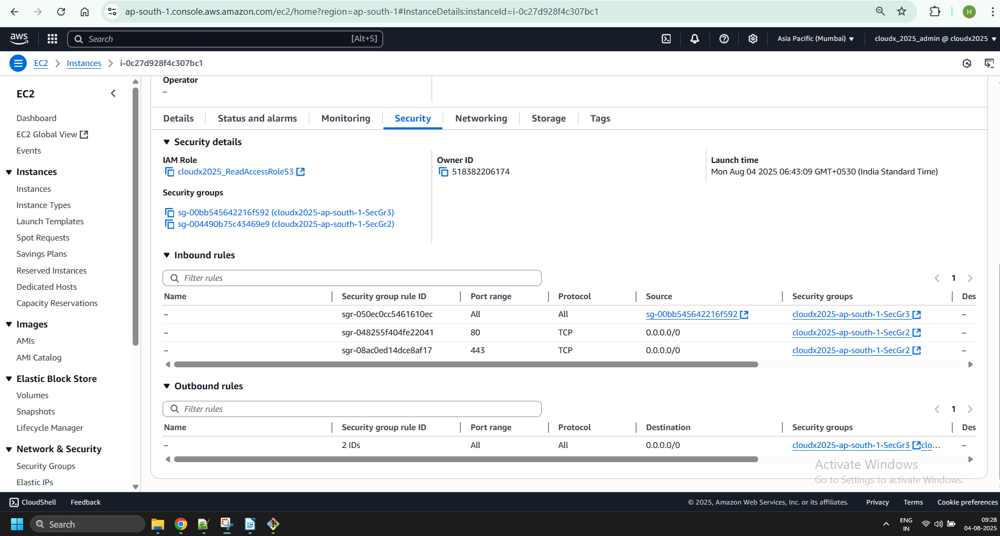 ap-south-1.console.aws.amazon.com/ec2/home?region=ap-south-1#InstanceDetails:instanceId=i-0c27d928f4c307bc1
H
aws
Search
[Alt+S]
Asia Pacific (Mumbai)
cloudx_2025_admin @ cloudx2025
EC2
Instances
i-0c27d928f4c307bc1
EC2
Dashboard
EC2 Global View
Events
Instances
Instances
Instance Types
Launch Templates
Spot Requests
Savings Plans
Reserved Instances
Dedicated Hosts
Capacity Reservations
Images
AMIs
AMI Catalog
Elastic Block Store
Volumes
Snapshots
Lifecycle Manager
Network & Security
Security Groups
Elastic IPs
Operator
–
Details Status and alarms Monitoring Security Networking Storage Tags
Security details
IAM Role
cloudx2025_ReadAccessRoleS3
Owner ID
518382206174
Launch time
Mon Aug 04 2025 06:43:09 GMT+0530 (India Standard Time)
Security groups
sg-00bb545642216f592 (cloudx2025-ap-south-1-SecGr3)
sg-004490b75c43469e9 (cloudx2025-ap-south-1-SecGr2)
Inbound rules
Filter rules
1
Name Security group rule ID Port range Protocol Source Security groups Des
– sgr-050ec0cc5461610ec All All sg-00bb545642216f592 cloudx2025-ap-south-1-SecGr3 –
– sgr-048255f404fe22041 80 TCP 0.0.0.0/0 cloudx2025-ap-south-1-SecGr2 –
– sgr-08ac0ed14dce8af17 443 TCP 0.0.0.0/0 cloudx2025-ap-south-1-SecGr2 –
Outbound rules
Filter rules
1
Name Security group rule ID Port range Protocol Destination Security groups Des
– 2 IDs All All 0.0.0.0/0 cloudx2025-ap-south-1-SecGr3 clo... –
Activate Windows
Go to Settings to activate Windows.
CloudShell Feedback
© 2025, Amazon Web Services, Inc. or its affiliates. Privacy Terms Cookie preferences
Search
ENG
IN
09:28
04-08-2025